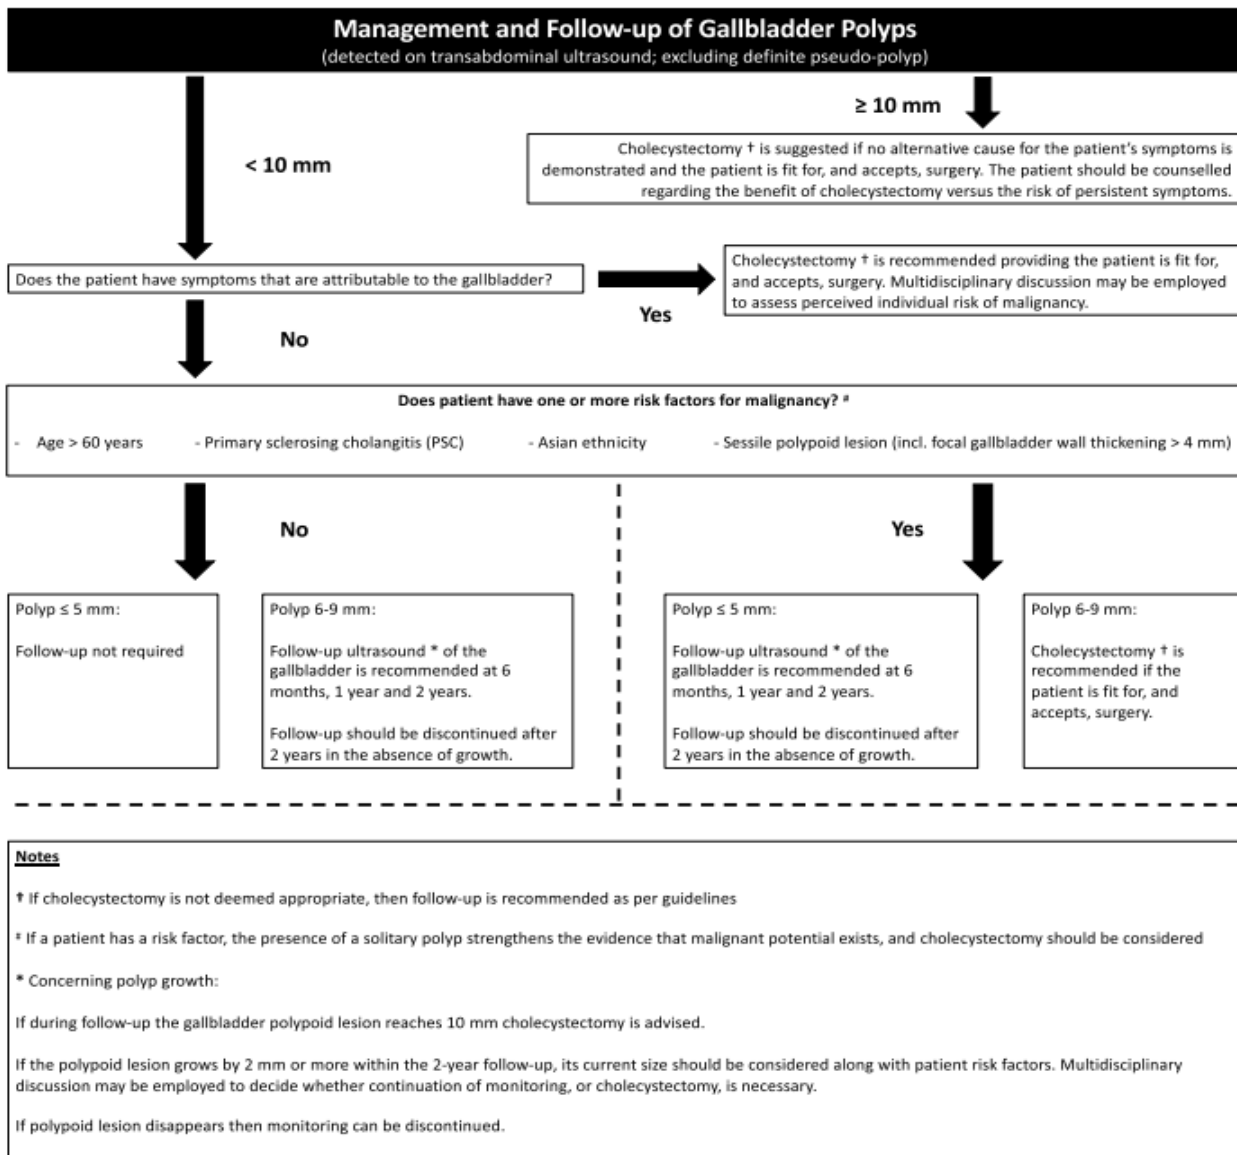 Management and Follow-up of Gallbladder Polyps
(detected on transabdominal ultrasound; excluding definite pseudo-polyp)
≥ 10 mm
< 10 mm
Cholecystectomy † is suggested if no alternative cause for the patient's symptoms is
demonstrated and the patient is fit for, and accepts, surgery. The patient should be counselled
regarding the benefit of cholecystectomy versus the risk of persistent symptoms.
Does the patient have symptoms that are attributable to the gallbladder?
Yes
Cholecystectomy † is recommended providing the patient is fit for,
and accepts, surgery. Multidisciplinary discussion may be employed
to assess perceived individual risk of malignancy.
No
Does patient have one or more risk factors for malignancy? ᵃ
- Age > 60 years
- Primary sclerosing cholangitis (PSC)
- Asian ethnicity
- Sessile polypoid lesion (incl. focal gallbladder wall thickening > 4 mm)
No
Yes
Polyp ≤ 5 mm:
Follow-up not required
Polyp 6-9 mm:
Follow-up ultrasound * of the
gallbladder is recommended at 6
months, 1 year and 2 years.
Follow-up should be discontinued after
2 years in the absence of growth.
Polyp ≤ 5 mm:
Follow-up ultrasound * of the
gallbladder is recommended at 6
months, 1 year and 2 years.
Follow-up should be discontinued after
2 years in the absence of growth.
Polyp 6-9 mm:
Cholecystectomy † is
recommended if the
patient is fit for, and
accepts, surgery.
Notes
† If cholecystectomy is not deemed appropriate, then follow-up is recommended as per guidelines
ᵃ If a patient has a risk factor, the presence of a solitary polyp strengthens the evidence that malignant potential exists, and cholecystectomy should be considered
* Concerning polyp growth:
If during follow-up the gallbladder polypoid lesion reaches 10 mm cholecystectomy is advised.
If the polypoid lesion grows by 2 mm or more within the 2-year follow-up, its current size should be considered along with patient risk factors. Multidisciplinary
discussion may be employed to decide whether continuation of monitoring, or cholecystectomy, is necessary.
If polypoid lesion disappears then monitoring can be discontinued.